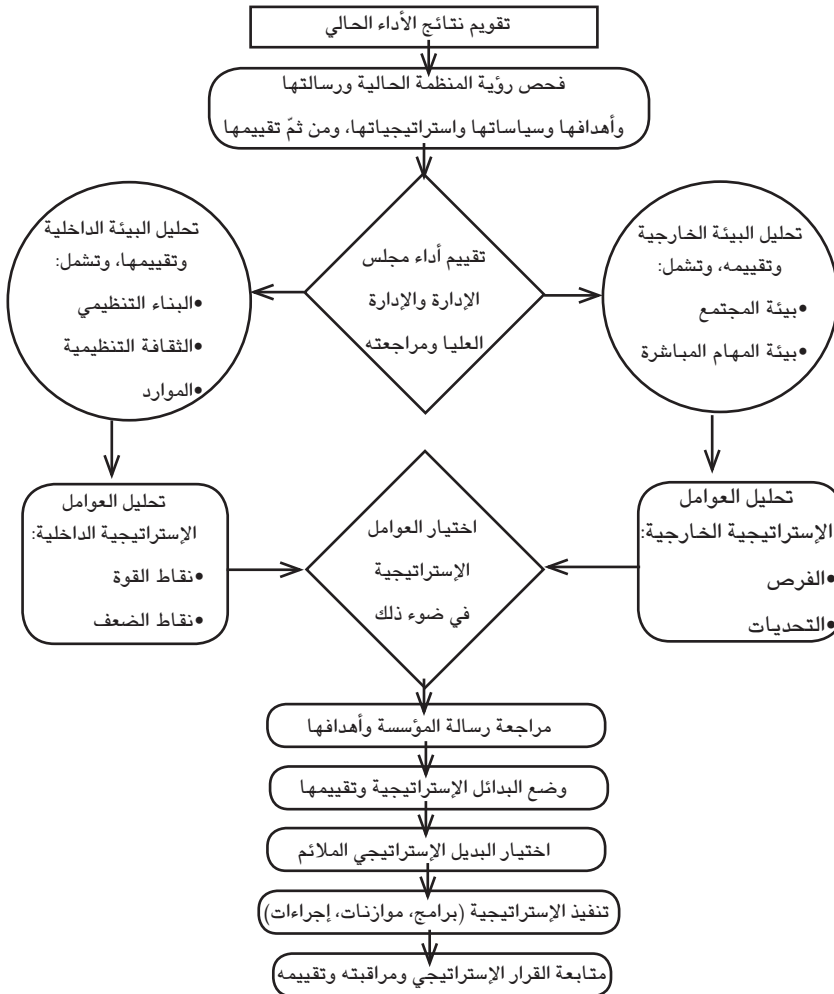 تقويم نتائج الأداء الحالي
فحص رؤية المنظمة الحالية ورسالتها
وأهدافها وسياساتها واستراتيجياتها، ومن ثمّ تقييمها
تحليل البيئة الخارجية
وتقييمه، وتشمل:
•بيئة المجتمع
•بيئة المهام المباشرة
تقييم أداء مجلس
الإدارة والإدارة
العليا ومراجعته
تحليل البيئة الداخلية
وتقييمها، وتشمل:
•البناء التنظيمي
•الثقافة التنظيمية
•الموارد
تحليل العوامل
الإستراتيجية الخارجية:
•الفرص
•التحديات
اختيار العوامل
الإستراتيجية
في ضوء ذلك
تحليل العوامل
الإستراتيجية الداخلية:
•نقاط القوة
•نقاط الضعف
مراجعة رسالة المؤسسة وأهدافها
وضع البدائل الإستراتيجية وتقييمها
اختيار البديل الإستراتيجي الملائم
تنفيذ الإستراتيجية (برامج، موازنات، إجراءات)
متابعة القرار الإستراتيجي ومراقبته وتقييمه